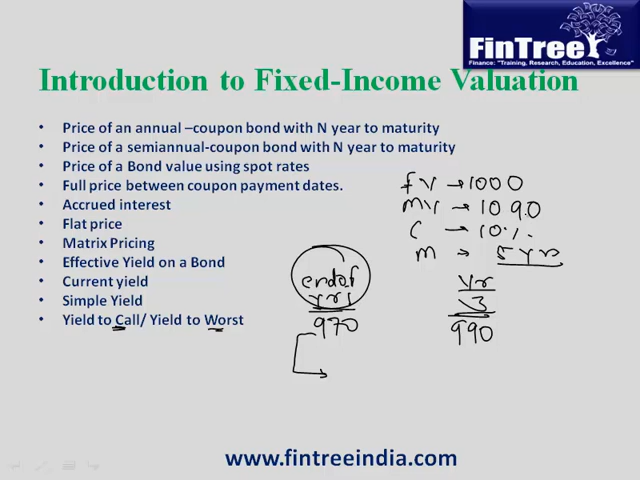 FinTree
Finance: "Training, Research, Education, Excellence"
Introduction to Fixed-Income Valuation
• Price of an annual –coupon bond with N year to maturity
• Price of a semiannual-coupon bond with N year to maturity
• Price of a Bond value using spot rates
• Full price between coupon payment dates.
• Accrued interest
• Flat price
• Matrix Pricing
• Effective Yield on a Bond
• Current yield
• Simple Yield
• Yield to Call/ Yield to Worst
fv → 1000
mv → 1090
C → 10%
m → 5 yrs
end of
yr 1
970
yr
3
990
www.fintreeindia.com